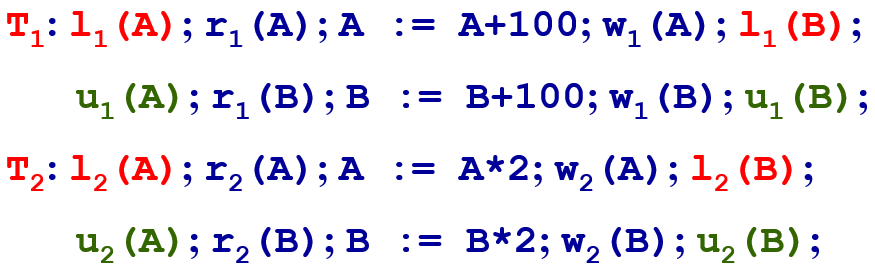 T₁: l₁(A); r₁(A); A := A+100; w₁(A); l₁(B);
u₁(A); r₁(B); B := B+100; w₁(B); u₁(B);
T₂: l₂(A); r₂(A); A := A*2; w₂(A); l₂(B);
u₂(A); r₂(B); B := B*2; w₂(B); u₂(B);